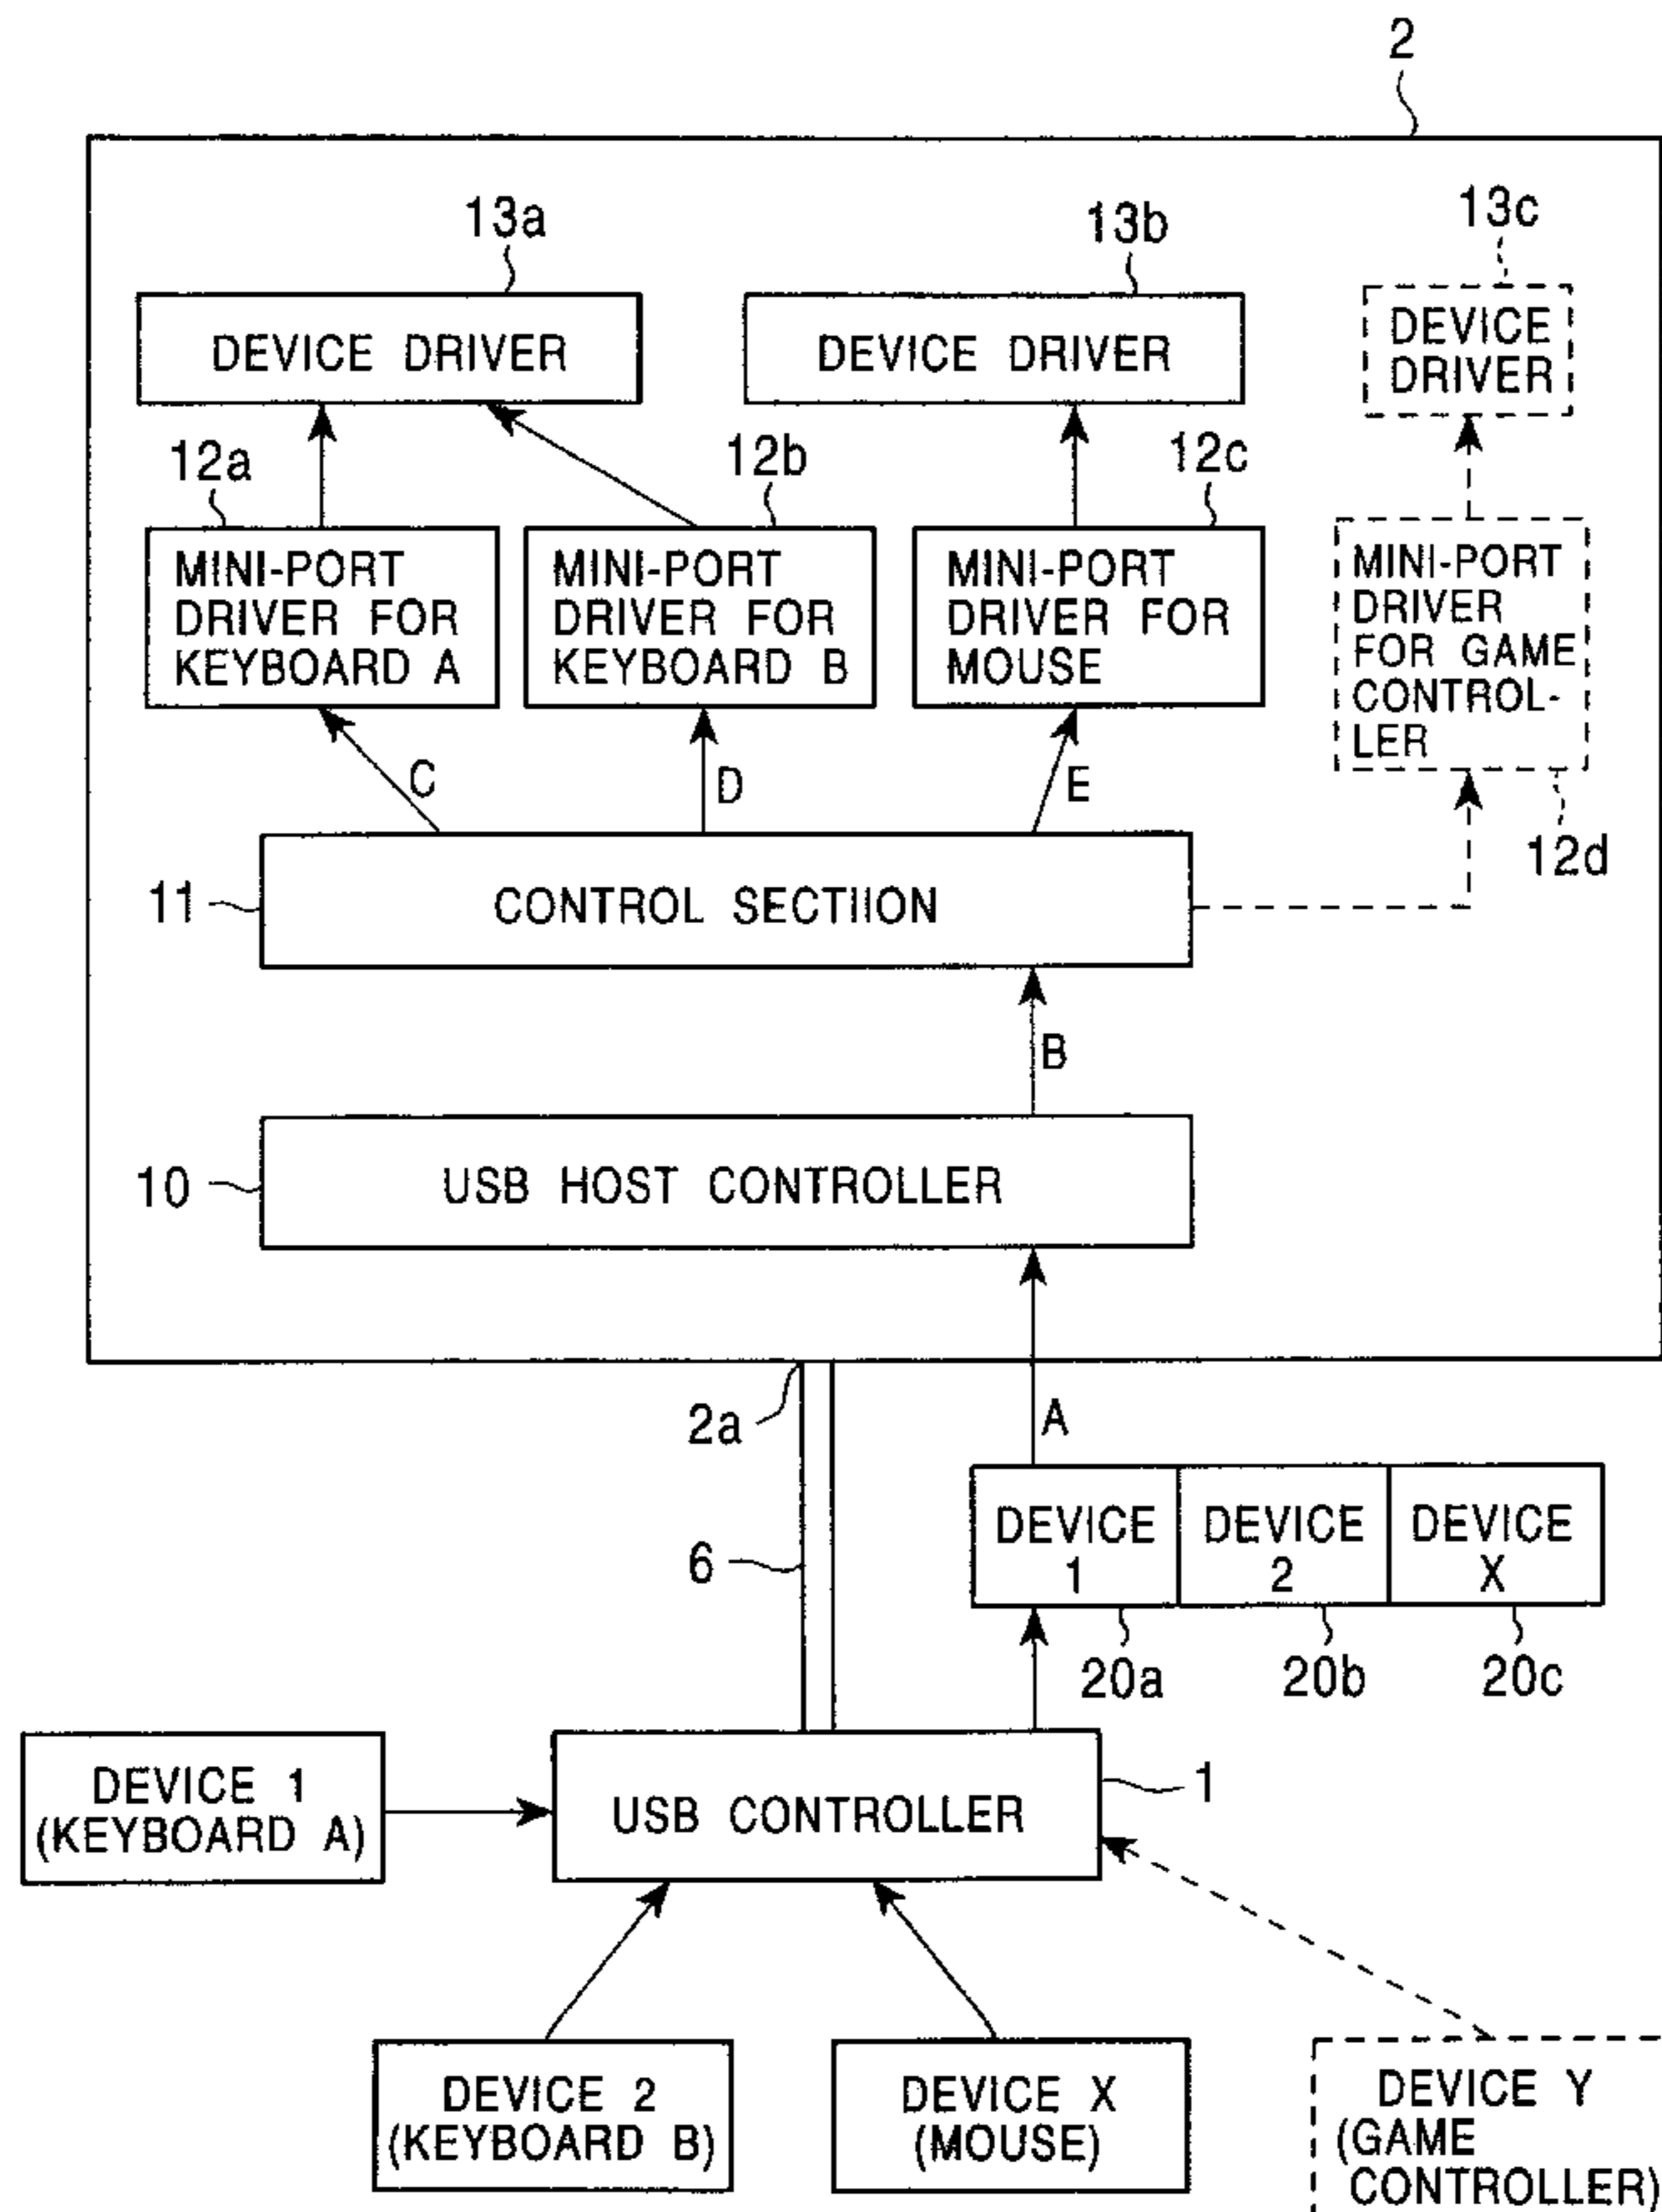 2
13a
13b
13c
DEVICE DRIVER
DEVICE DRIVER
DEVICE
DRIVER
12a
12b
12c
MINI-PORT
DRIVER FOR
KEYBOARD A
MINI-PORT
DRIVER FOR
KEYBOARD B
MINI-PORT
DRIVER FOR
MOUSE
MINI-PORT
DRIVER
FOR GAME
CONTROL-
LER
C
D
E
12d
11
CONTROL SECTIION
B
10
USB HOST CONTROLLER
2a
A
6
DEVICE
1
DEVICE
2
DEVICE
X
20a
20b
20c
DEVICE 1
(KEYBOARD A)
USB CONTROLLER
1
DEVICE 2
(KEYBOARD B)
DEVICE X
(MOUSE)
DEVICE Y
(GAME
CONTROLLER)